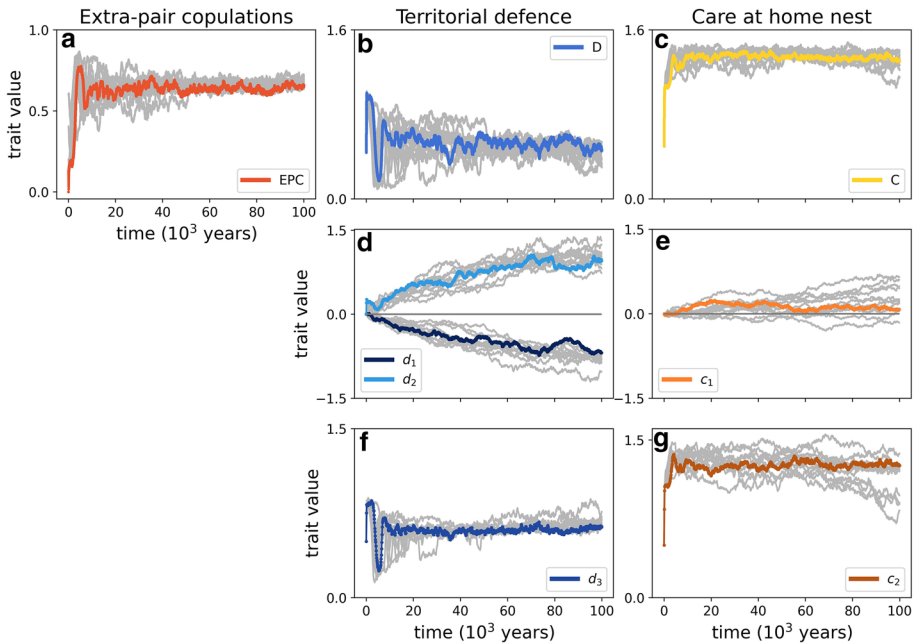 Extra-pair copulations
Territorial defence
Care at home nest
a
trait value
1.0
0.5
0.0
EPC
0 20 40 60 80 100
time (10³ years)
b
1.6
0.0
D
c
1.6
0.0
C
d
trait value
1.5
0.0
−1.5
d₁
d₂
e
1.5
0.0
−1.5
c₁
f
trait value
1.5
0.0
d₃
0 20 40 60 80 100
time (10³ years)
g
1.5
0.0
c₂
0 20 40 60 80 100
time (10³ years)